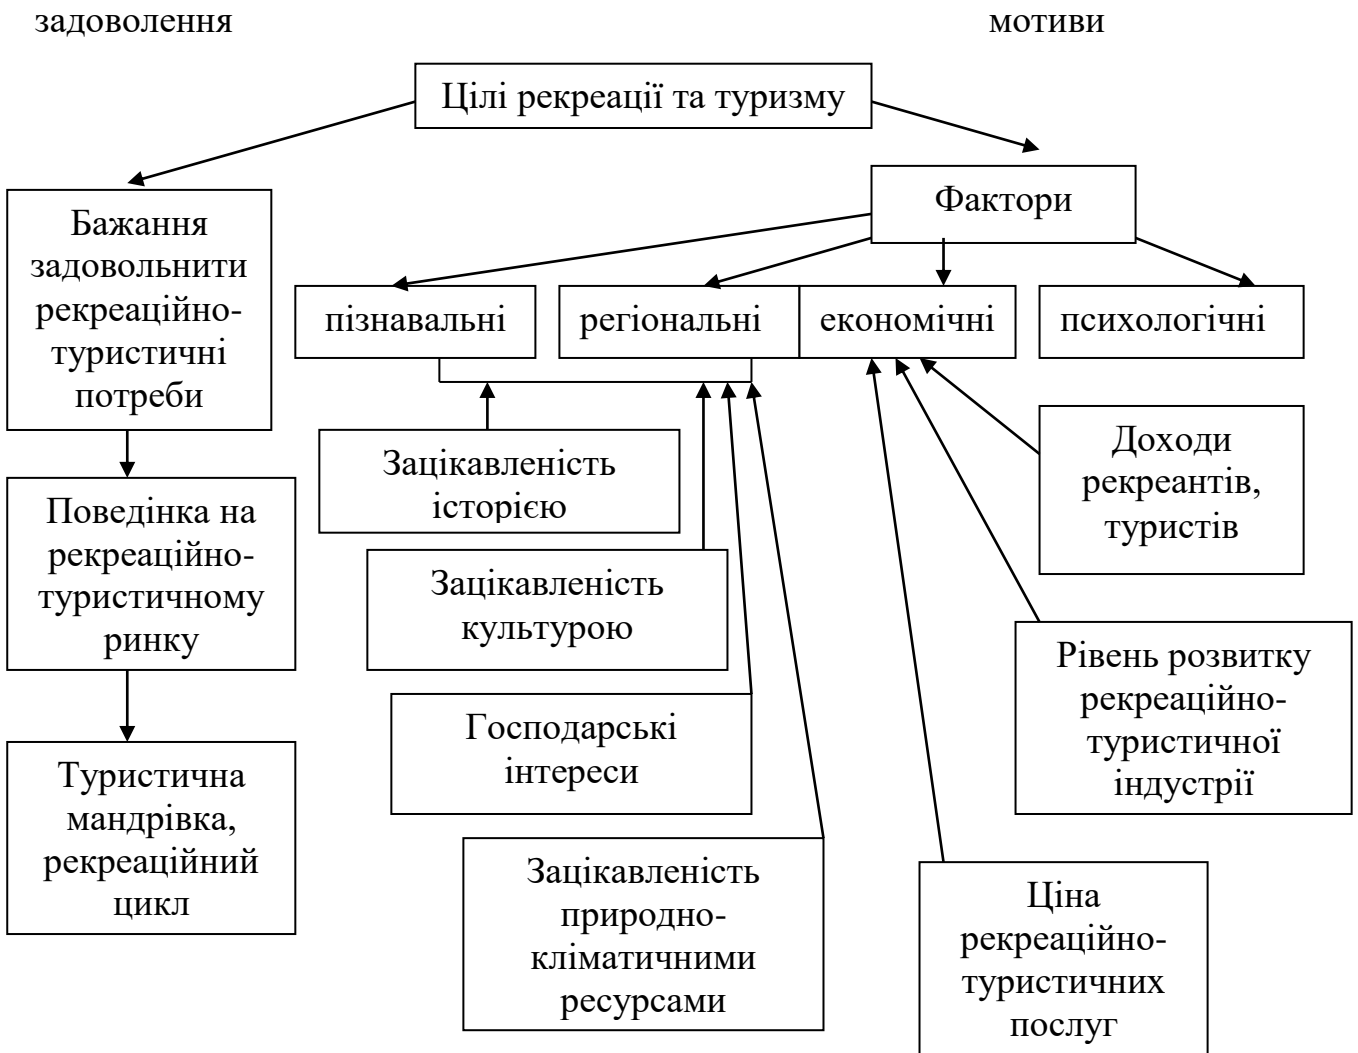 задоволення
мотиви
Цілі рекреації та туризму
Фактори
Бажання
задовольнити
рекреаційно-
туристичні
потреби
пізнавальні
регіональні
економічні
психологічні
Зацікавленість
історією
Доходи
рекреантів,
туристів
Поведінка на
рекреаційно-
туристичному
ринку
Зацікавленість
культурою
Рівень розвитку
рекреаційно-
туристичної
індустрії
Господарські
інтереси
Туристична
мандрівка,
рекреаційний
цикл
Зацікавленість
природно-
кліматичними
ресурсами
Ціна
рекреаційно-
туристичних
послуг